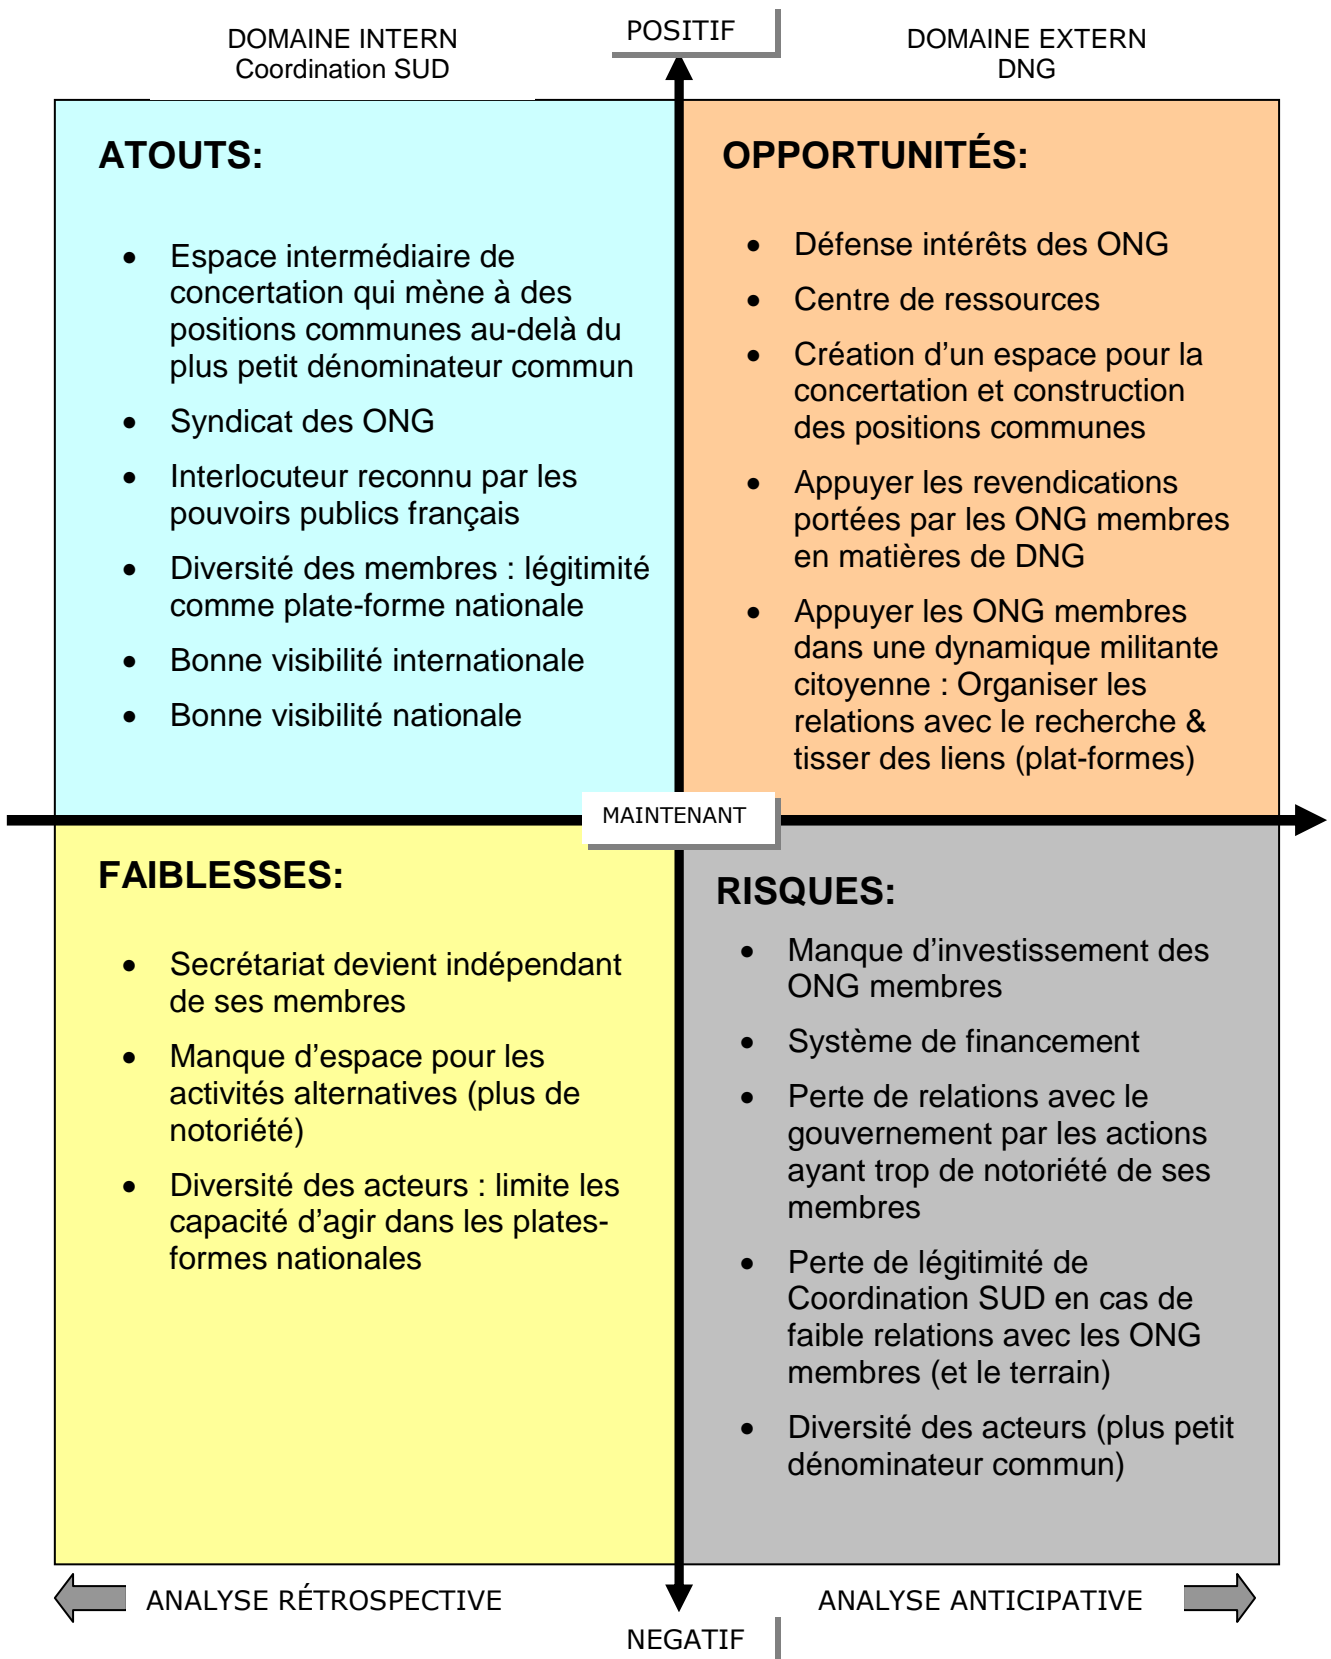 POSITIF
DOMAINE INTERN
Coordination SUD
DOMAINE EXTERN
DNG
ATOUTS:
• Espace intermédiaire de
concertation qui mène à des
positions communes au-delà du
plus petit dénominateur commun
• Syndicat des ONG
• Interlocuteur reconnu par les
pouvoirs publics français
• Diversité des membres : légitimité
comme plate-forme nationale
• Bonne visibilité internationale
• Bonne visibilité nationale
OPPORTUNITÉS:
• Défense intérêts des ONG
• Centre de ressources
• Création d’un espace pour la
concertation et construction
des positions communes
• Appuyer les revendications
portées par les ONG membres
en matières de DNG
• Appuyer les ONG membres
dans une dynamique militante
citoyenne : Organiser les
relations avec le recherche &
tisser des liens (plat-formes)
MAINTENANT
FAIBLESSES:
• Secrétariat devient indépendant
de ses membres
• Manque d’espace pour les
activités alternatives (plus de
notoriété)
• Diversité des acteurs : limite les
capacité d’agir dans les plates-
formes nationales
RISQUES:
• Manque d’investissement des
ONG membres
• Système de financement
• Perte de relations avec le
gouvernement par les actions
ayant trop de notoriété de ses
membres
• Perte de légitimité de
Coordination SUD en cas de
faible relations avec les ONG
membres (et le terrain)
• Diversité des acteurs (plus petit
dénominateur commun)
ANALYSE RÉTROSPECTIVE
ANALYSE ANTICIPATIVE
NEGATIF